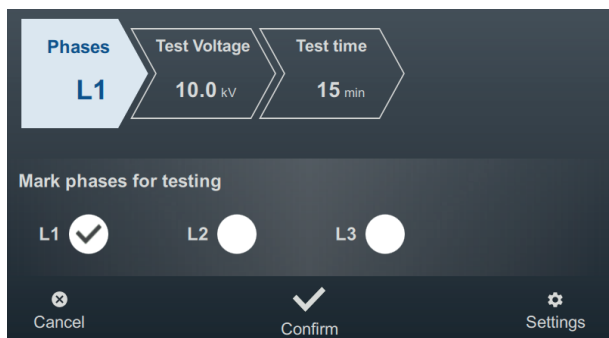 Phases Test Voltage Test time
L1 10.0 kV 15 min
Mark phases for testing
L1 L2 L3
Cancel Confirm Settings